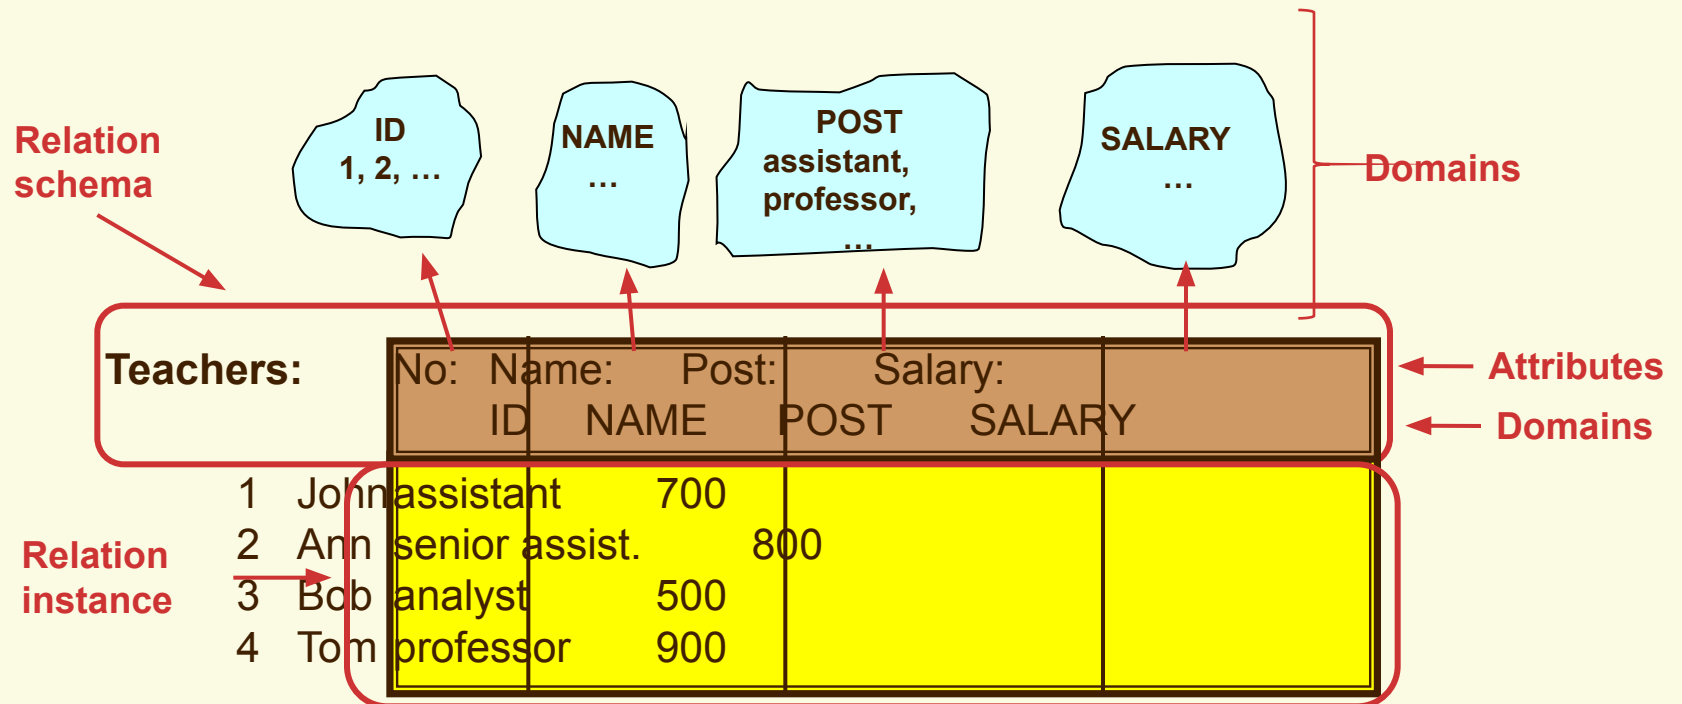 ID
1, 2, …
NAME
…
POST
assistant,
professor,
…
SALARY
…
Relation
schema
Domains
Teachers: No: Name: Post: Salary:
ID NAME POST SALARY
Attributes
Domains
1 John assistant 700
2 Ann senior assist. 800
3 Bob analyst 500
4 Tom professor 900
Relation
instance